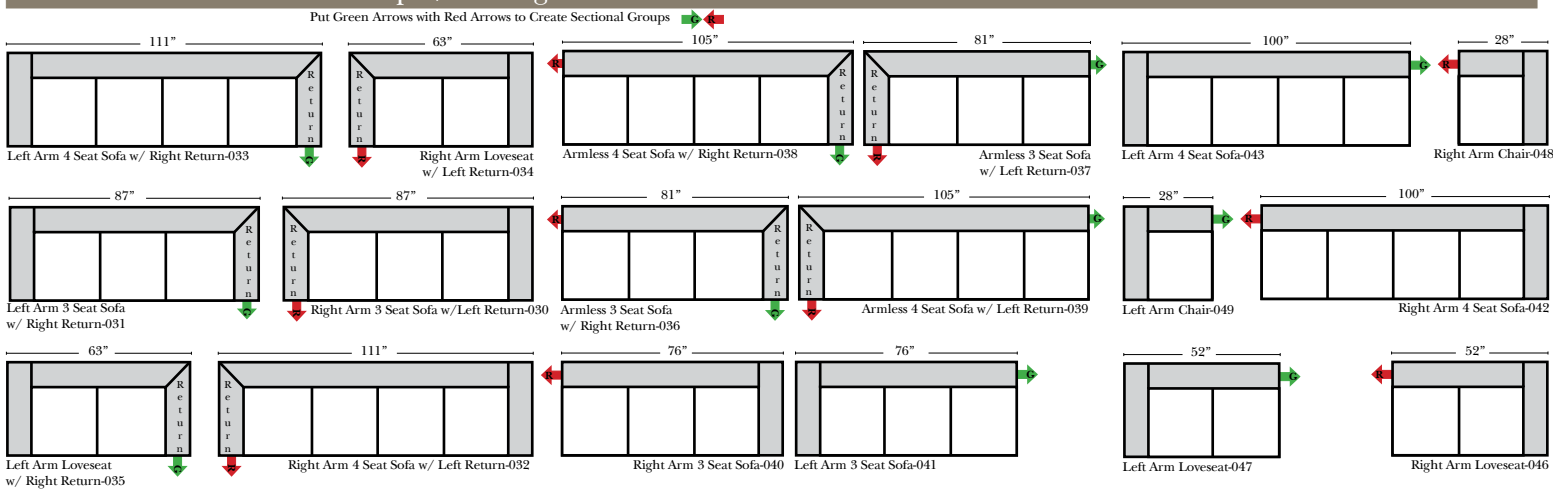 Put Green Arrows with Red Arrows to Create Sectional Groups G R
111” 63” 105” 81” 100” 28”
R R
Return Return Return Return
G G
G R G R
Left Arm 4 Seat Sofa w/ Right Return-033
Right Arm Loveseat
w/ Left Return-034
Armless 4 Seat Sofa w/ Right Return-038
Armless 3 Seat Sofa
w/ Left Return-037
Left Arm 4 Seat Sofa-043
Right Arm Chair-048
87” 87” 81” 105” 28” 100”
R G G R
Return Return Return Return
G R G R
Left Arm 3 Seat Sofa
w/ Right Return-031
Right Arm 3 Seat Sofa w/Left Return-030
Armless 3 Seat Sofa
w/ Right Return-036
Armless 4 Seat Sofa w/ Left Return-039
Left Arm Chair-049
Right Arm 4 Seat Sofa-042
63” 111” 76” 76” 52” 52”
R G G R
Return Return
G R
Left Arm Loveseat
w/ Right Return-035
Right Arm 4 Seat Sofa w/ Left Return-032
Right Arm 3 Seat Sofa-040
Left Arm 3 Seat Sofa-041
Left Arm Loveseat-047
Right Arm Loveseat-046